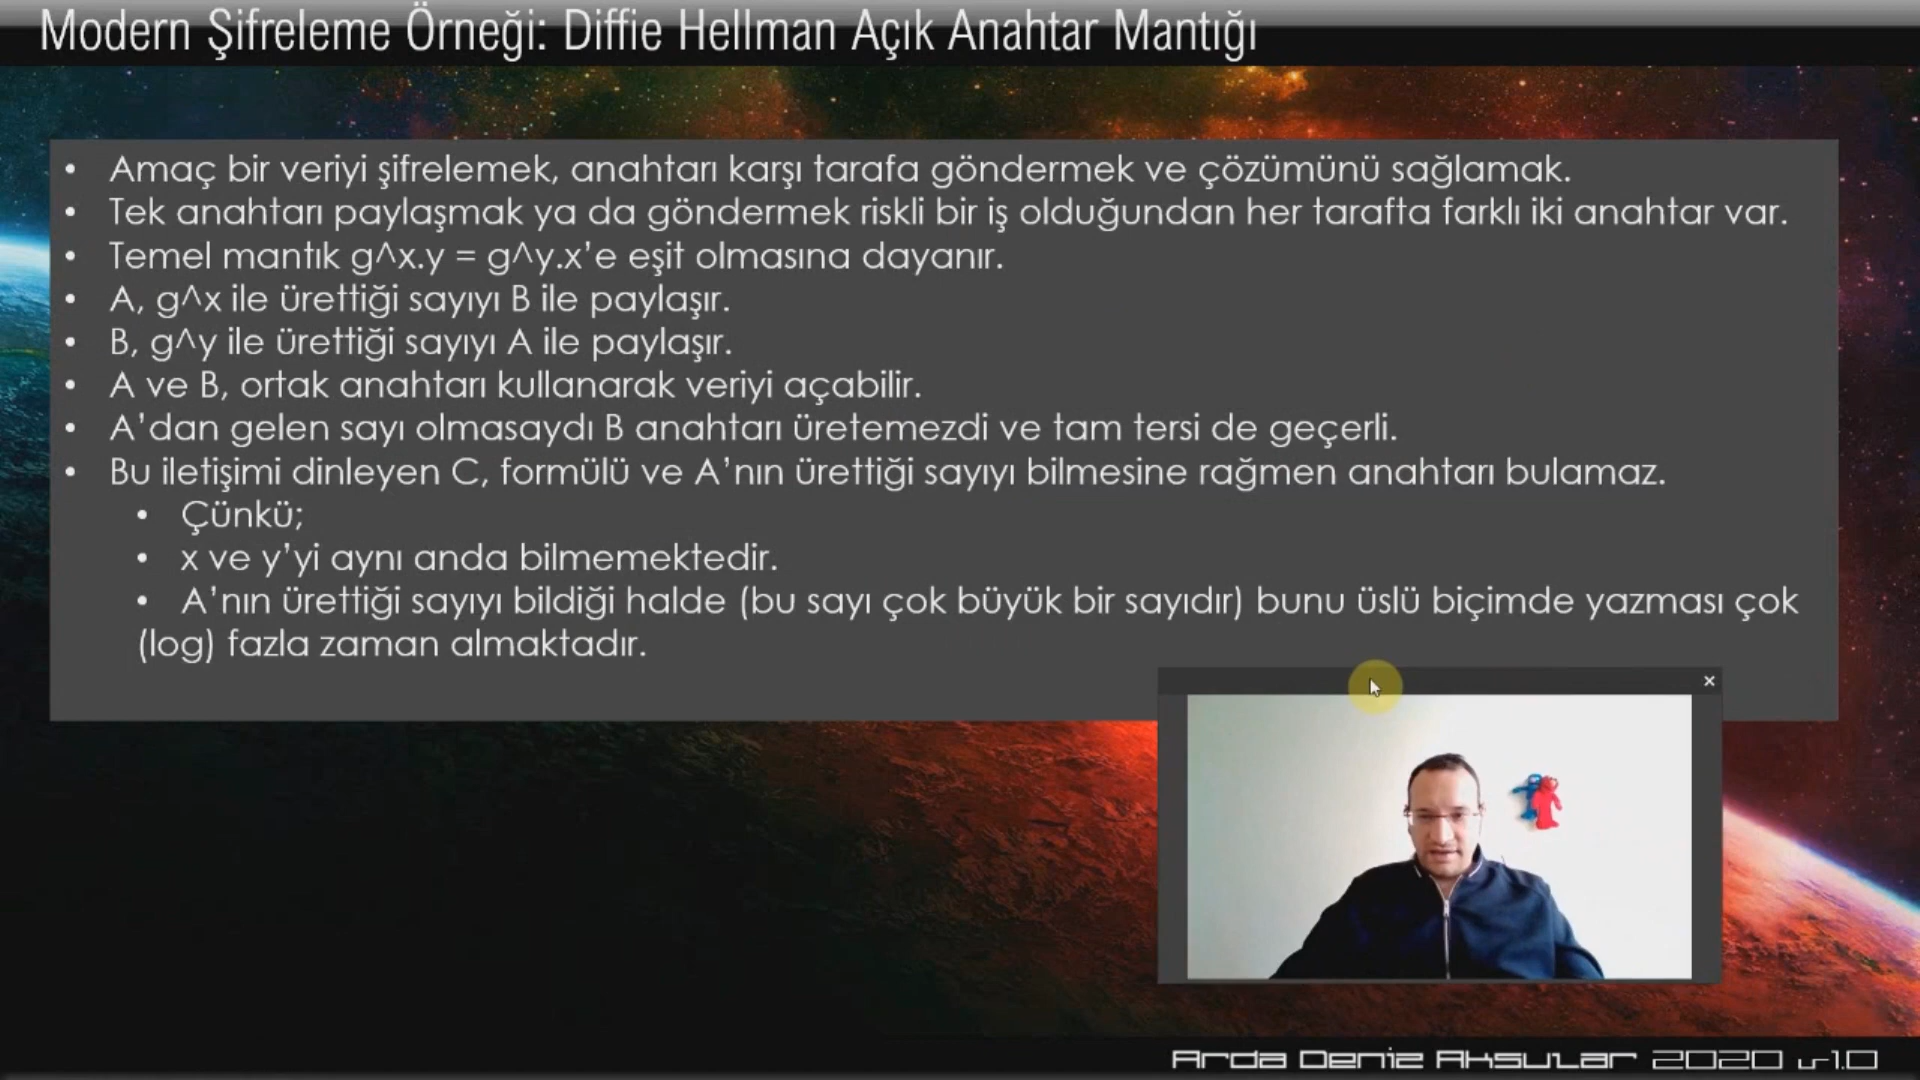 Modern Şifreleme Örneği: Diffie Hellman Açık Anahtar Mantığı
• Amaç bir veriyi şifrelemek, anahtarı karşı tarafa göndermek ve çözümünü sağlamak.
• Tek anahtarı paylaşmak ya da göndermek riskli bir iş olduğundan her tarafta farklı iki anahtar var.
• Temel mantık g^x.y = g^y.x’e eşit olmasına dayanır.
• A, g^x ile ürettiği sayıyı B ile paylaşır.
• B, g^y ile ürettiği sayıyı A ile paylaşır.
• A ve B, ortak anahtarı kullanarak veriyi açabilir.
• A’dan gelen sayı olmasaydı B anahtarı üretemezdi ve tam tersi de geçerli.
• Bu iletişimi dinleyen C, formülü ve A’nın ürettiği sayıyı bilmesine rağmen anahtarı bulamaz.
• Çünkü;
• x ve y’yi aynı anda bilmemektedir.
• A’nın ürettiği sayıyı bildiği halde (bu sayı çok büyük bir sayıdır) bunu üslü biçimde yazması çok
(log) fazla zaman almaktadır.
Arda Deniz Aksular 2020 v1.0